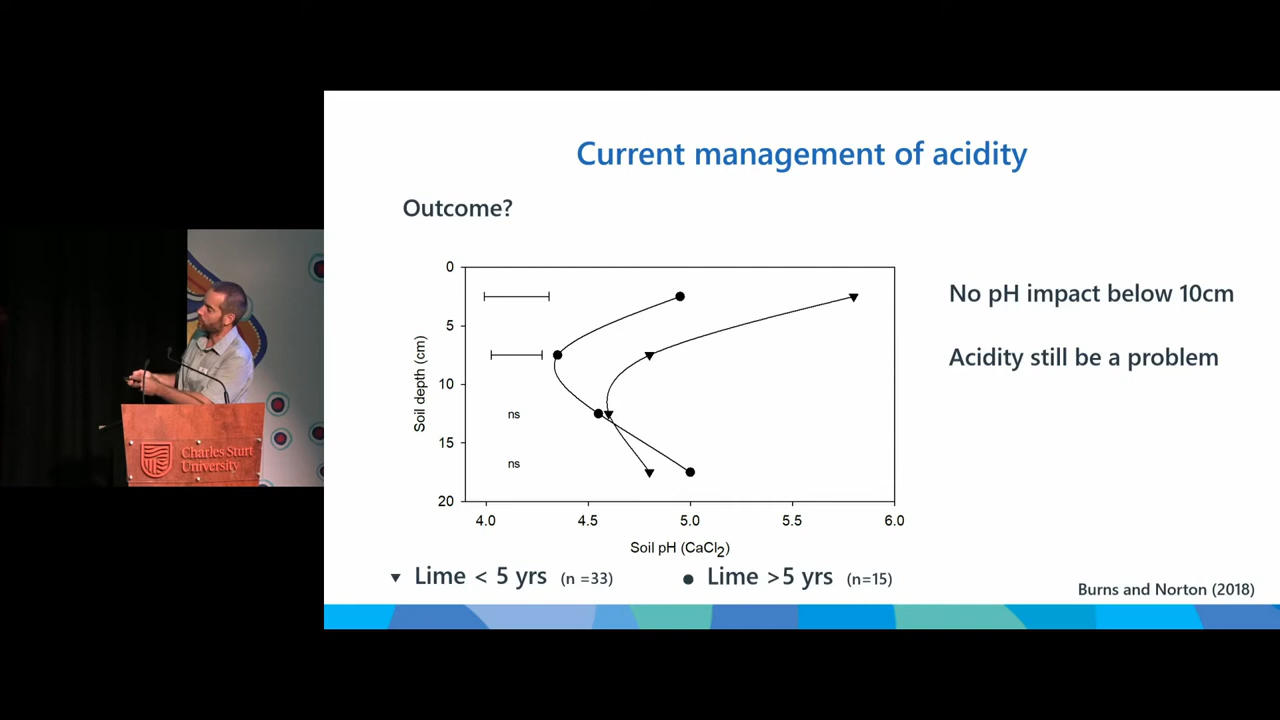 Current management of acidity
Outcome?
0
5
10
15
20
Soil depth (cm)
ns
ns
4.0 4.5 5.0 5.5 6.0
Soil pH (CaCl2)
Lime < 5 yrs (n =33)
Lime >5 yrs (n=15)
No pH impact below 10cm
Acidity still be a problem
Burns and Norton (2018)
Charles Sturt
University